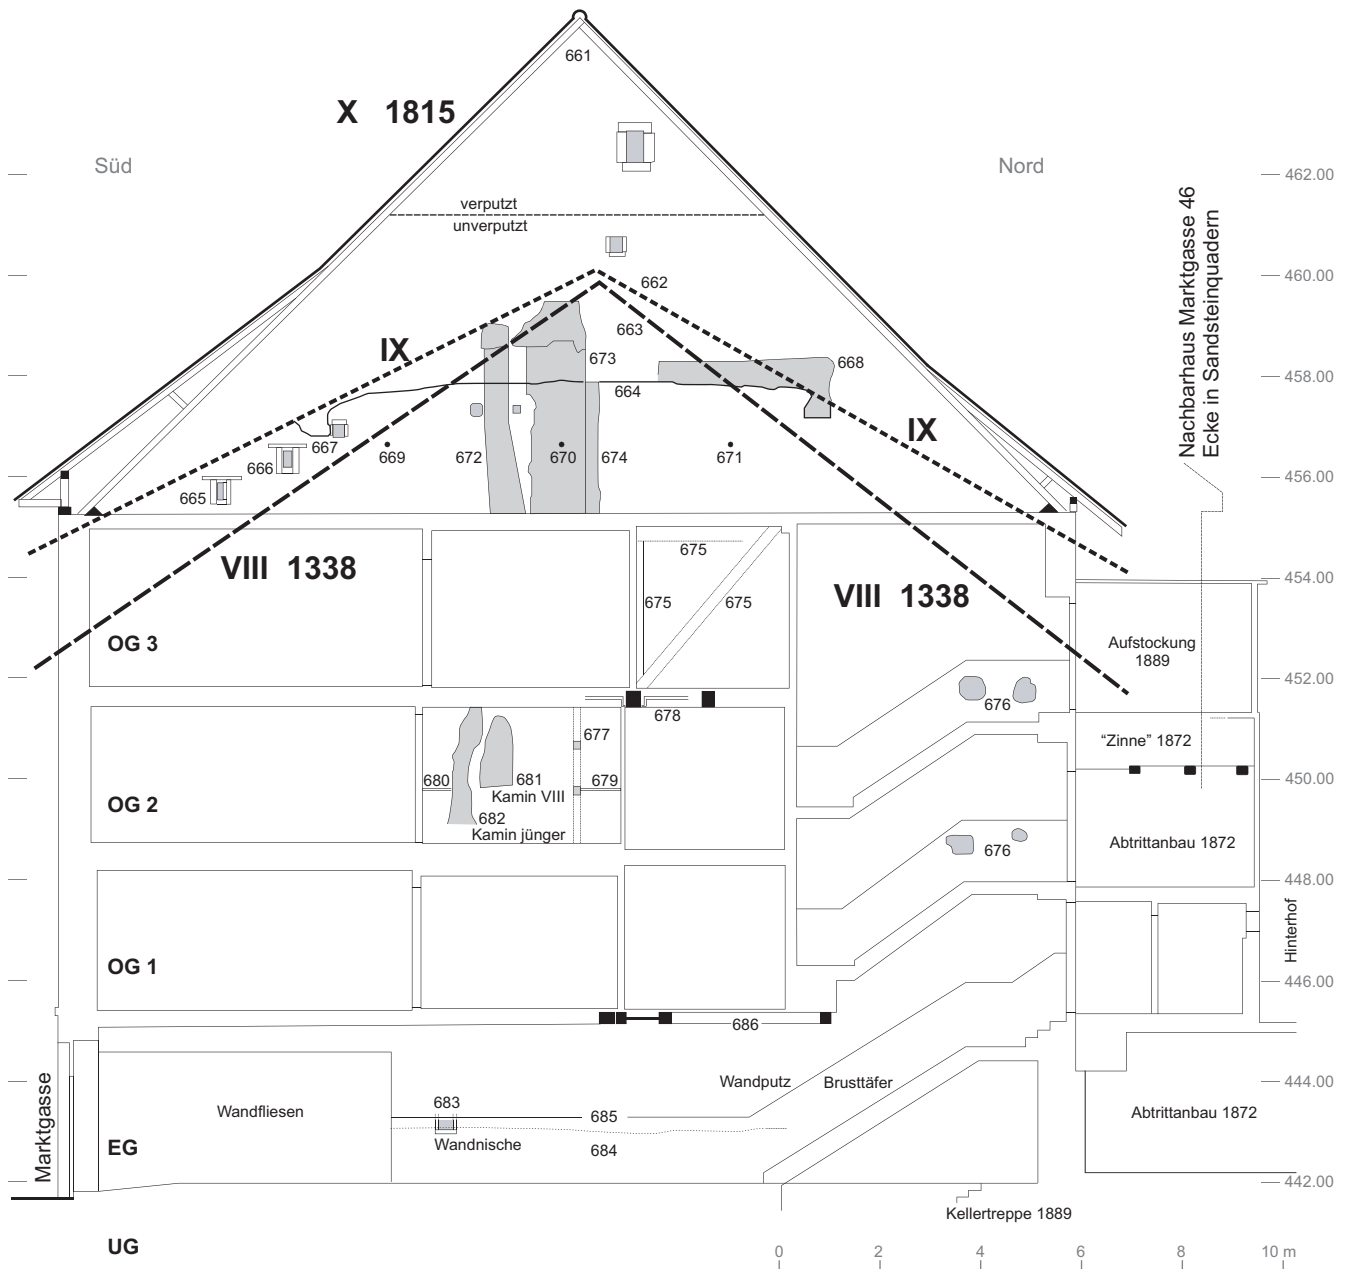 661
X 1815
Süd
Nord
462.00
verputzt
unverputzt
Nachbarhaus Marktgasse 46
Ecke in Sandsteinquadern
460.00
662
663
IX
673
668
458.00
664
IX
667
666
669
672
670
674
671
665
456.00
VIII 1338
675
675
675
VIII 1338
454.00
OG 3
Aufstockung
1889
452.00
676
678
677
"Zinne" 1872
680
681
679
450.00
Kamin VIII
OG 2
682
Kamin jünger
676
Abtrittanbau 1872
448.00
Hinterhof
OG 1
446.00
686
Marktgasse
Wandputz
Brusttäfer
444.00
Wandfliesen
683
685
Abtrittanbau 1872
EG
Wandnische
684
442.00
Kellertreppe 1889
UG
0 2 4 6 8 10 m